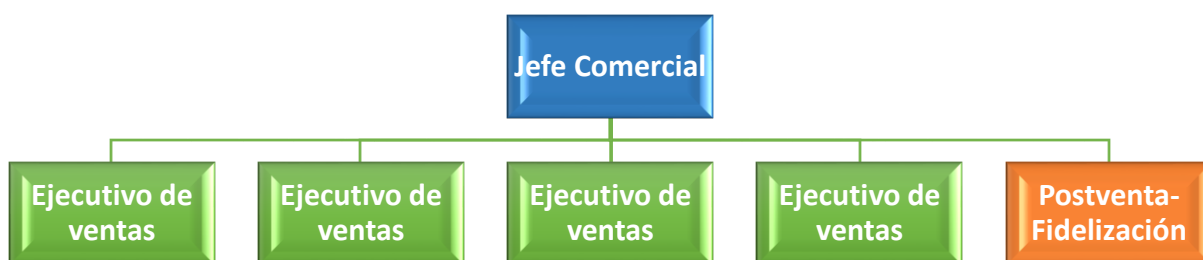 Jefe Comercial
Ejecutivo de
ventas
Ejecutivo de
ventas
Ejecutivo de
ventas
Ejecutivo de
ventas
Postventa-
Fidelización